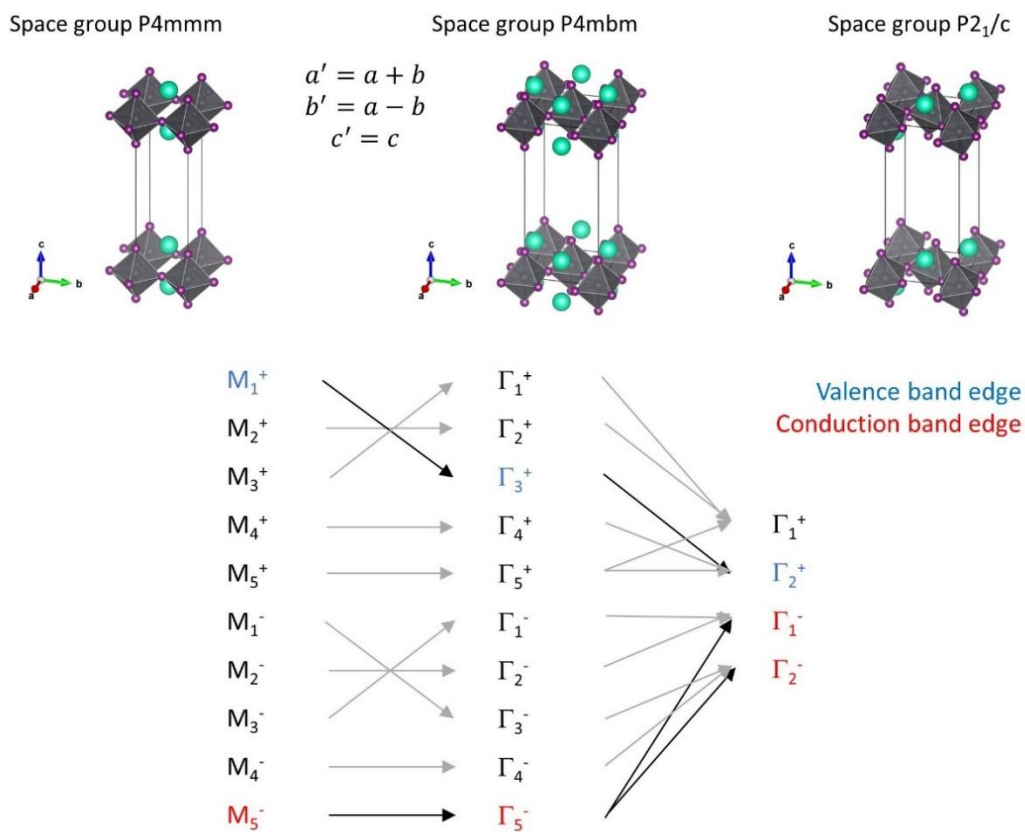 Space group P4mmm Space group P4mbm Space group P2₁/c
a′ = a + b
b′ = a − b
c′ = c
c b a
c b a
c b a
M₁⁺ Γ₁⁺ Valence band edge
M₂⁺ Γ₂⁺ Conduction band edge
M₃⁺ Γ₃⁺
M₄⁺ Γ₄⁺ Γ₁⁺
M₅⁺ Γ₅⁺ Γ₂⁺
M₁⁻ Γ₁⁻ Γ₁⁻
M₂⁻ Γ₂⁻ Γ₂⁻
M₃⁻ Γ₃⁻
M₄⁻ Γ₄⁻
M₅⁻ Γ₅⁻